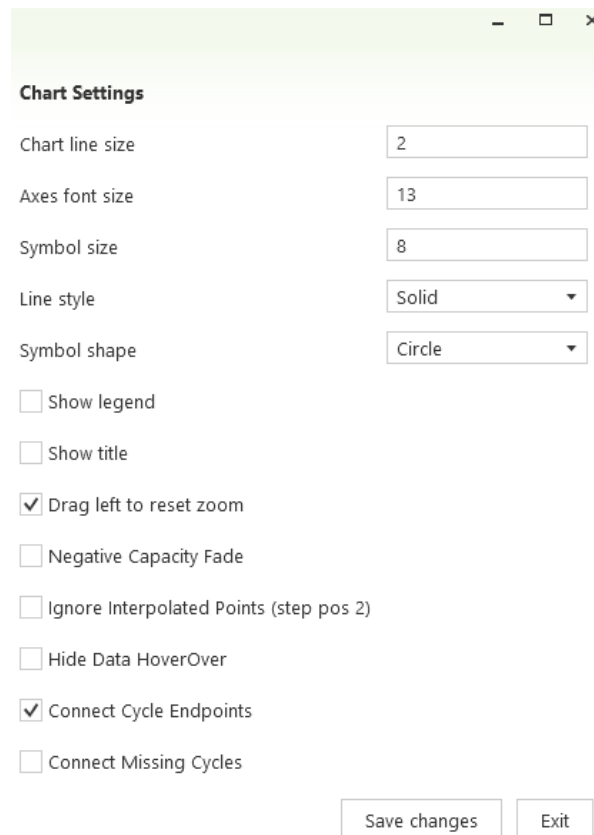 Chart Settings
Chart line size 2
Axes font size 13
Symbol size 8
Line style Solid
Symbol shape Circle
Show legend
Show title
Drag left to reset zoom
Negative Capacity Fade
Ignore Interpolated Points (step pos 2)
Hide Data HoverOver
Connect Cycle Endpoints
Connect Missing Cycles
Save changes Exit